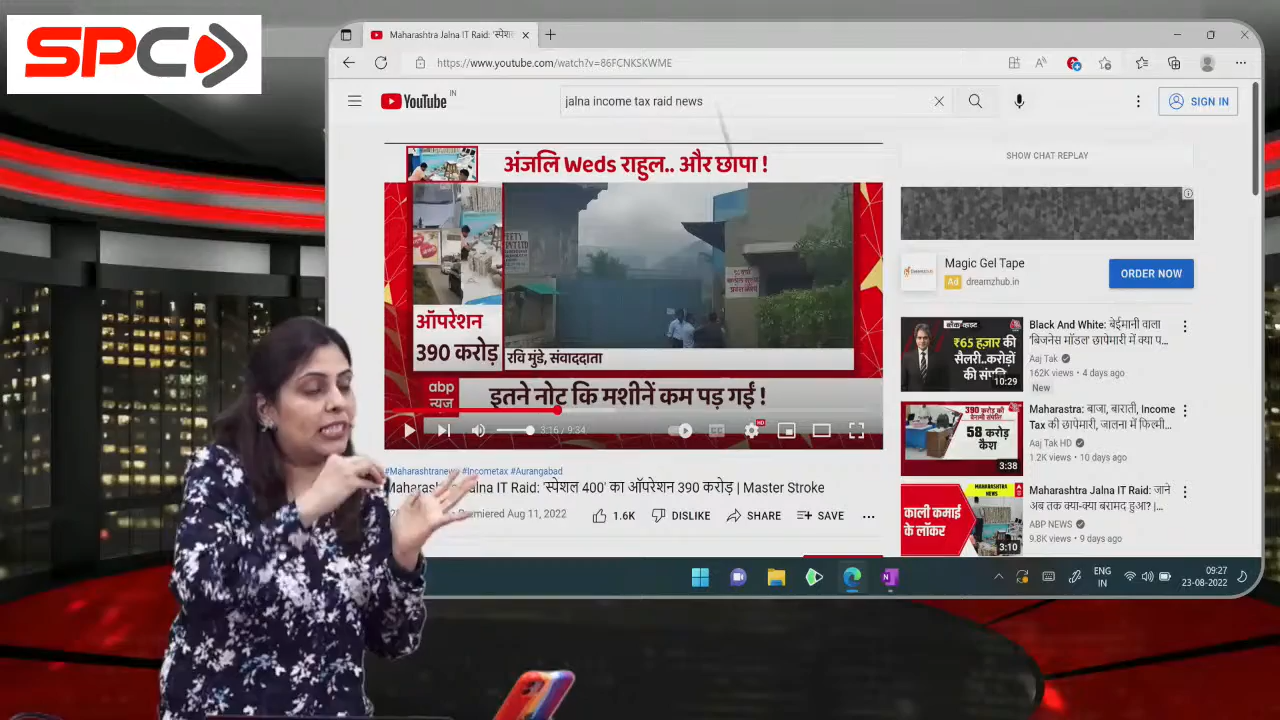 SPC
Maharashtra Jalna IT Raid: 'स्पेश
https://www.youtube.com/watch?v=86FCNKSKWME
YouTube IN
jalna income tax raid news
SIGN IN
अंजलि Weds राहुल.. और छापा !
ऑपरेशन
390 करोड़
रवि मुंडे, संवाददाता
abp
न्यूज़
इतने नोट कि मशीनें कम पड़ गईं !
3:16 / 9:34
HD
#Maharashtranews #Incometax #Aurangabad
Jalna IT Raid: 'स्पेशल 400' का ऑपरेशन 390 करोड़ | Master Stroke
Premiered Aug 11, 2022
1.6K
DISLIKE
SHARE
SAVE
SHOW CHAT REPLAY
Magic Gel Tape
Ad dreamzhub.in
ORDER NOW
₹65 हज़ार की
सैलरी..करोड़ों
की संपत्ति
10:29
Black And White: बेईमानी वाला
'बिजनेस मॉडल' छापेमारी में क्या प...
Aaj Tak
162K views • 4 days ago
New
58 करोड़
कैश
3:38
Maharastra: बाजा, बाराती, Income
Tax की छापेमारी, जालना में फिल्मी...
Aaj Tak HD
1.2K views • 10 days ago
MAHARASHTRA
NEWS
काली कमाई
के लॉकर
3:10
Maharashtra Jalna IT Raid: जाने
अब तक क्या-क्या बरामद हुआ? |...
ABP NEWS
9.8K views • 9 days ago
ENG
IN
09:27
23-08-2022